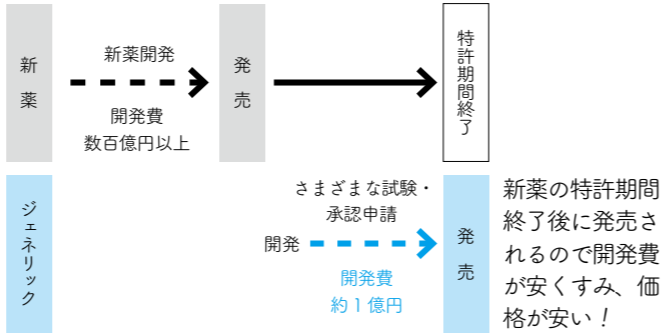 新薬
新薬開発
開発費
数百億円以上
発売
特許期間終了
ジェネリック
さまざまな試験・
承認申請
開発
開発費
約1億円
発売
新薬の特許期間
終了後に発売さ
れるので開発費
が安くすみ、価
格が安い!